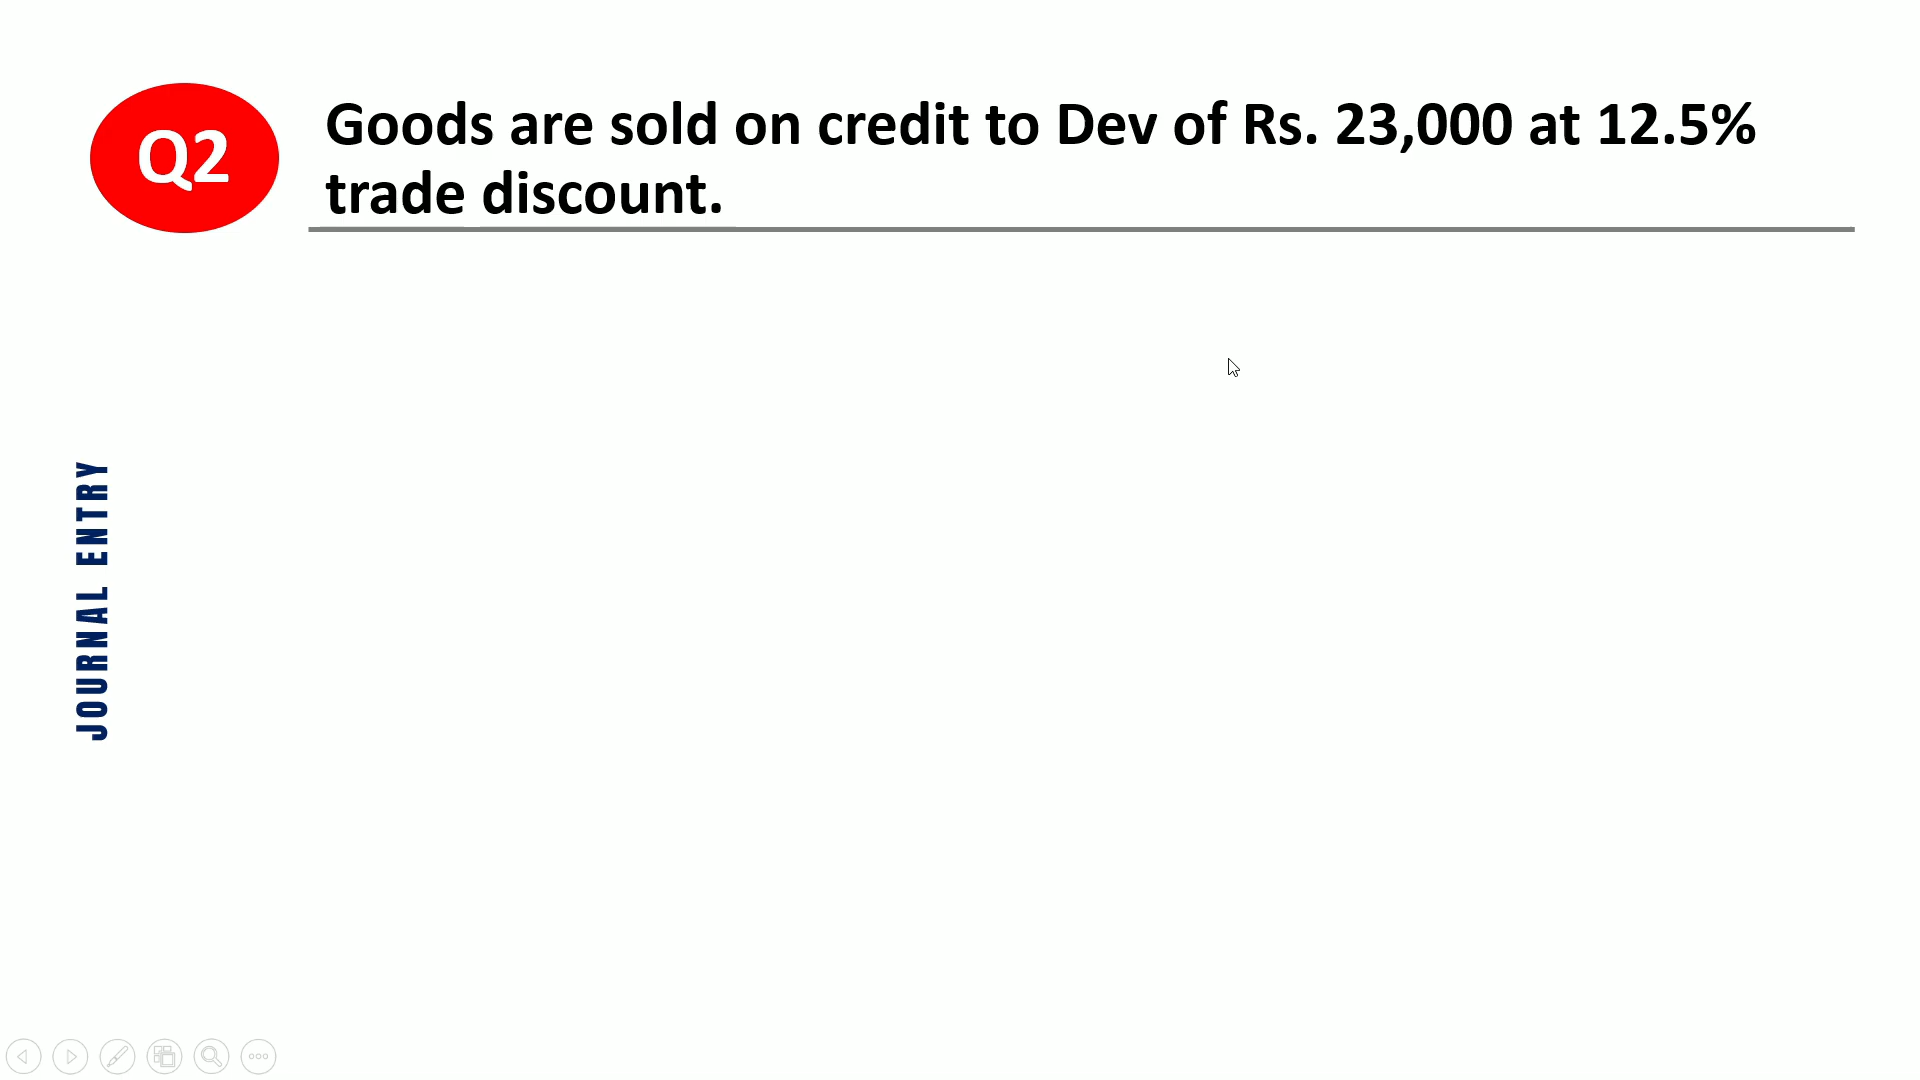 Q2
Goods are sold on credit to Dev of Rs. 23,000 at 12.5%
trade discount.
JOURNAL ENTRY